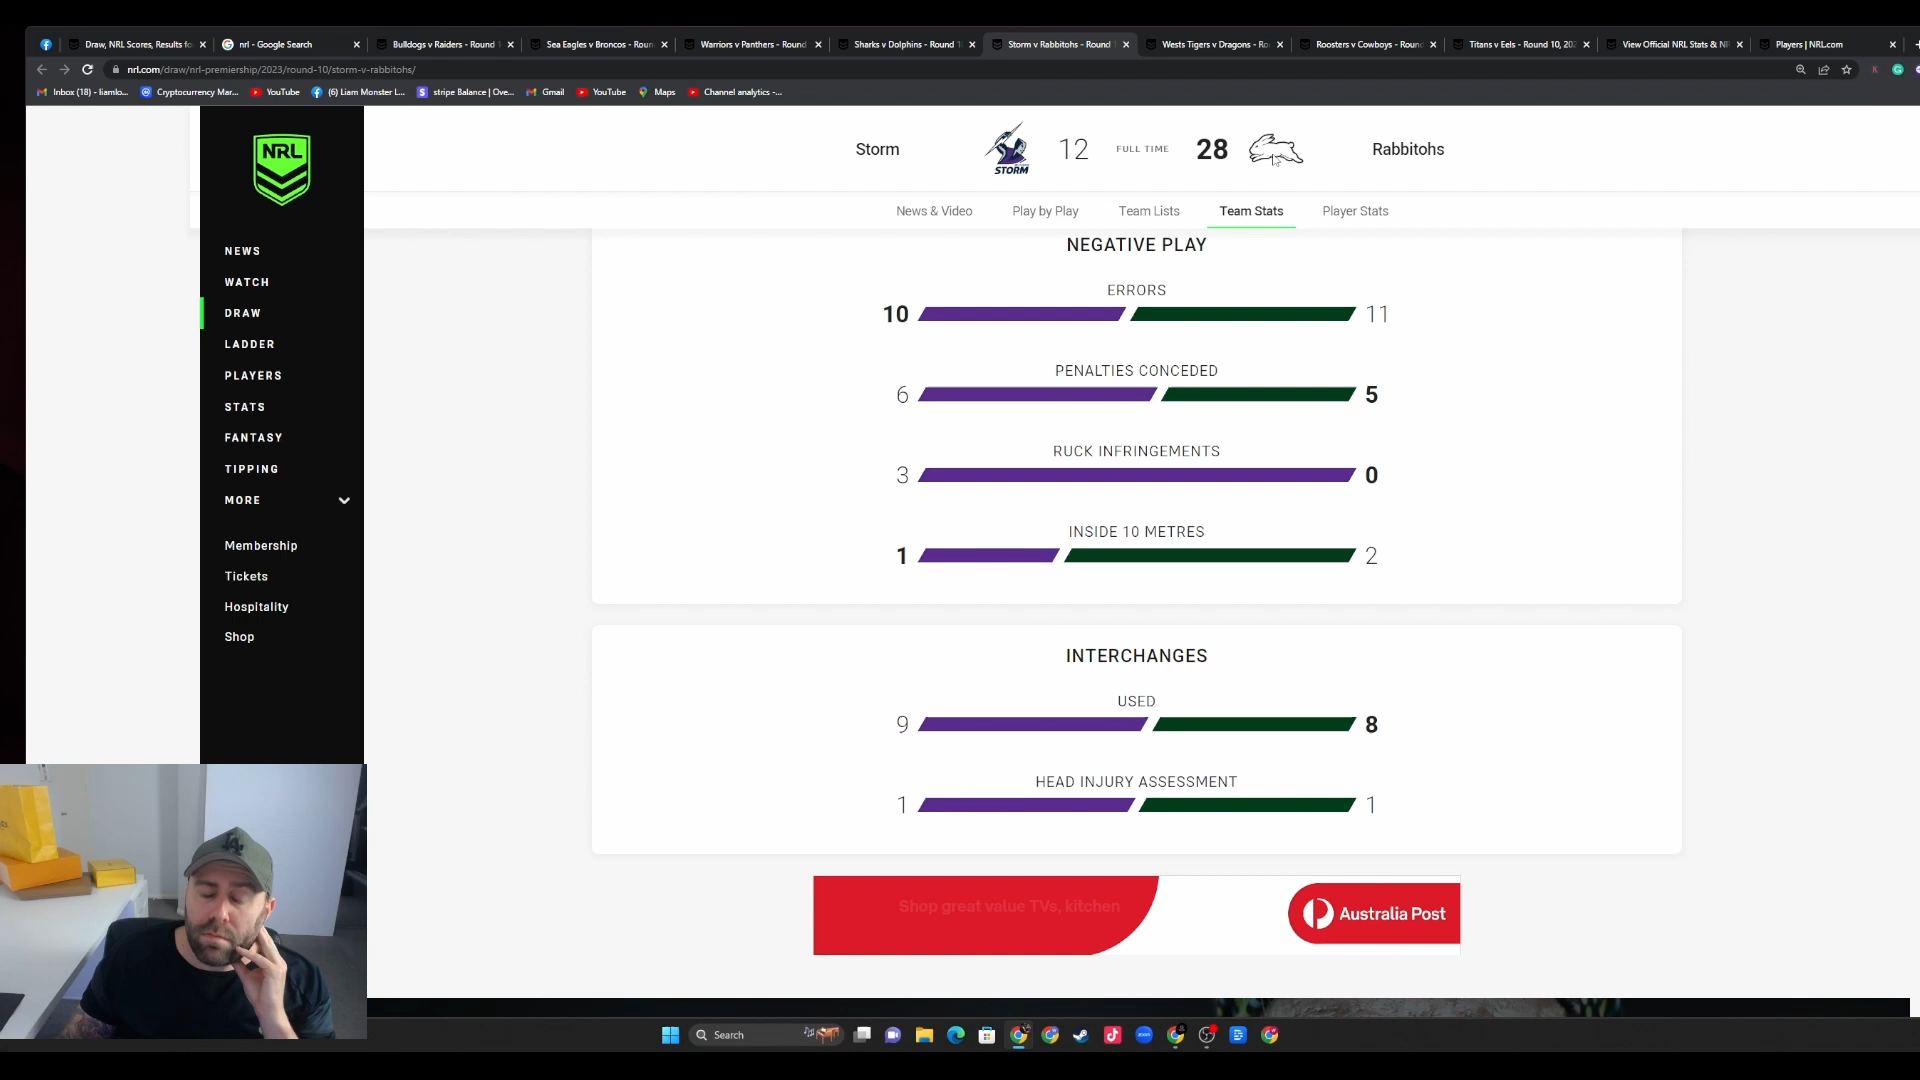 Draw, NRL Scores, Results fo
nrl - Google Search
Bulldogs v Raiders - Round 1
Sea Eagles v Broncos - Roun
Warriors v Panthers - Round
Sharks v Dolphins - Round 1
Storm v Rabbitohs - Round 1
Wests Tigers v Dragons - Ro
Roosters v Cowboys - Round
Titans v Eels - Round 10, 202
View Official NRL Stats & NR
Players | NRL.com
nrl.com/draw/nrl-premiership/2023/round-10/storm-v-rabbitohs/
Inbox (18) - liamlo...
Cryptocurrency Mar...
YouTube
(6) Liam Monster L...
stripe Balance | Ove...
Gmail
YouTube
Maps
Channel analytics -...
NRL
NEWS
WATCH
DRAW
LADDER
PLAYERS
STATS
FANTASY
TIPPING
MORE
Membership
Tickets
Hospitality
Shop
Storm
STORM
12
FULL TIME
28
Rabbitohs
News & Video
Play by Play
Team Lists
Team Stats
Player Stats
NEGATIVE PLAY
ERRORS
10 11
PENALTIES CONCEDED
6 5
RUCK INFRINGEMENTS
3 0
INSIDE 10 METRES
1 2
INTERCHANGES
USED
9 8
HEAD INJURY ASSESSMENT
1 1
Shop great value TVs, kitchen
Australia Post
Search